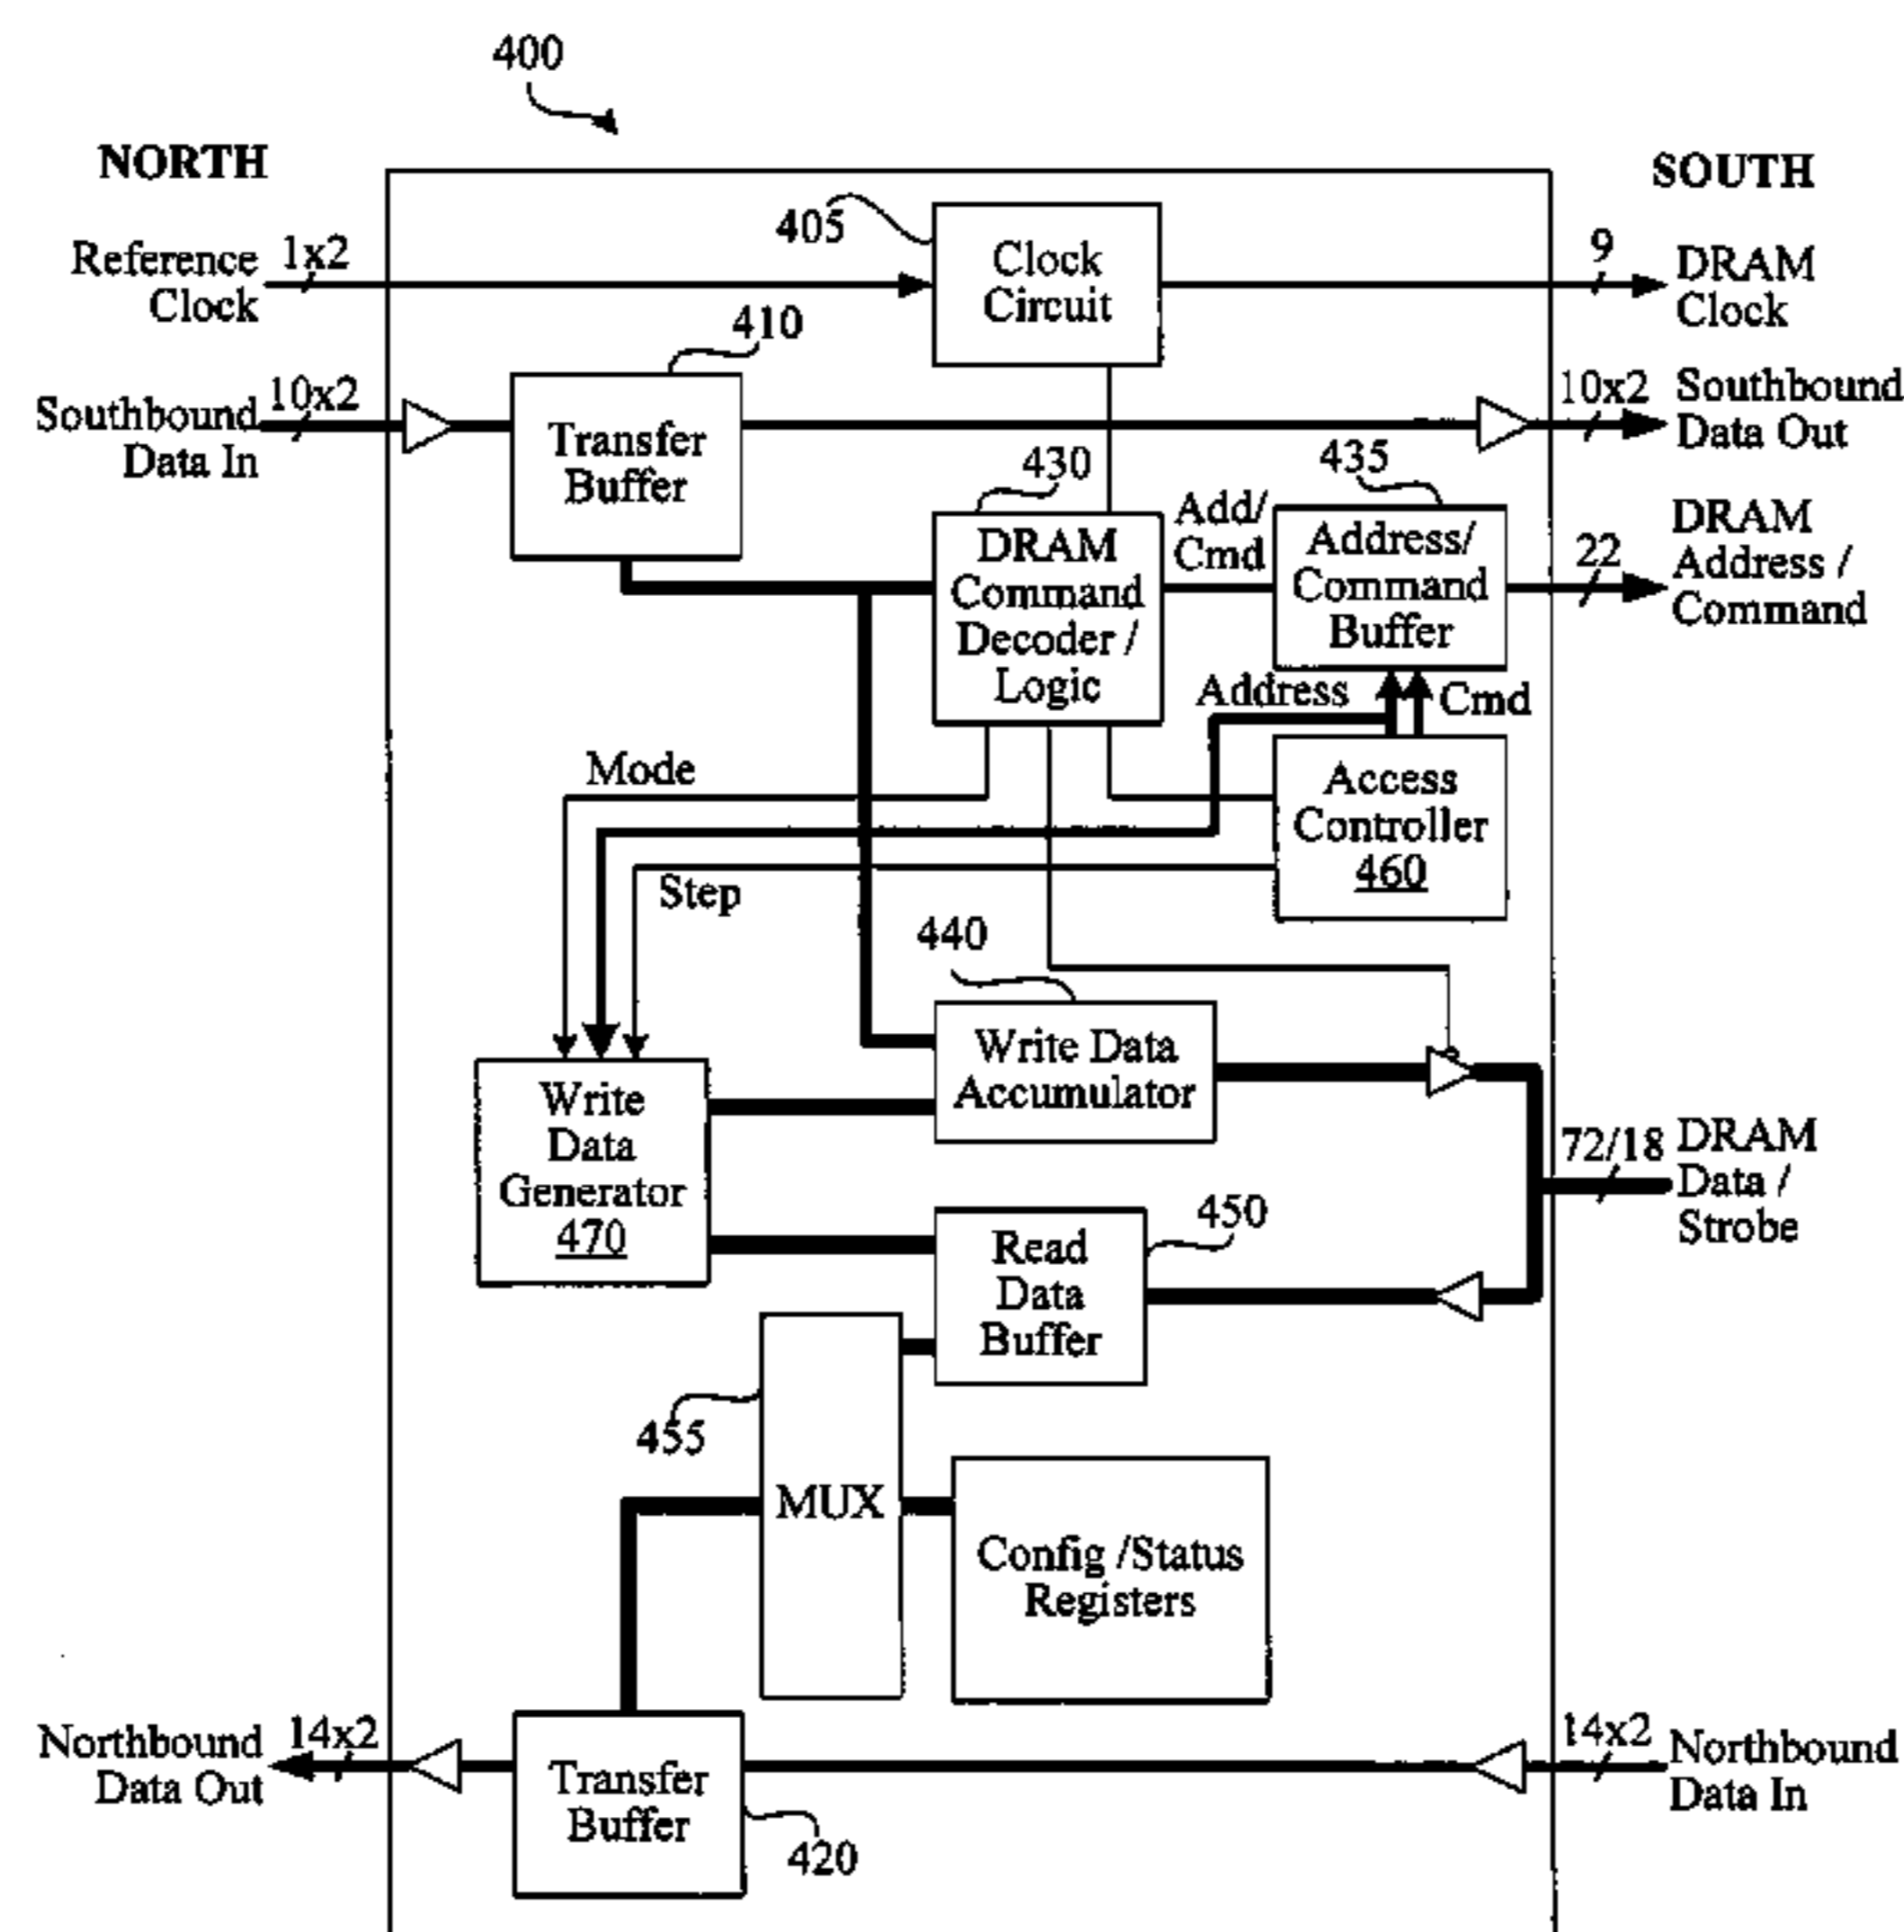 400
NORTH
SOUTH
Reference
Clock
1x2
405
Clock
Circuit
9
DRAM
Clock
410
Southbound
Data In
10x2
Transfer
Buffer
10x2
Southbound
Data Out
430
DRAM
Command
Decoder /
Logic
Add/
Cmd
435
Address/
Command
Buffer
22
DRAM
Address /
Command
Address
Cmd
Mode
Access
Controller
460
Step
440
Write Data
Accumulator
Write
Data
Generator
470
72/18
DRAM
Data /
Strobe
450
Read
Data
Buffer
455
MUX
Config /Status
Registers
Northbound
Data Out
14x2
Transfer
Buffer
420
14x2
Northbound
Data In